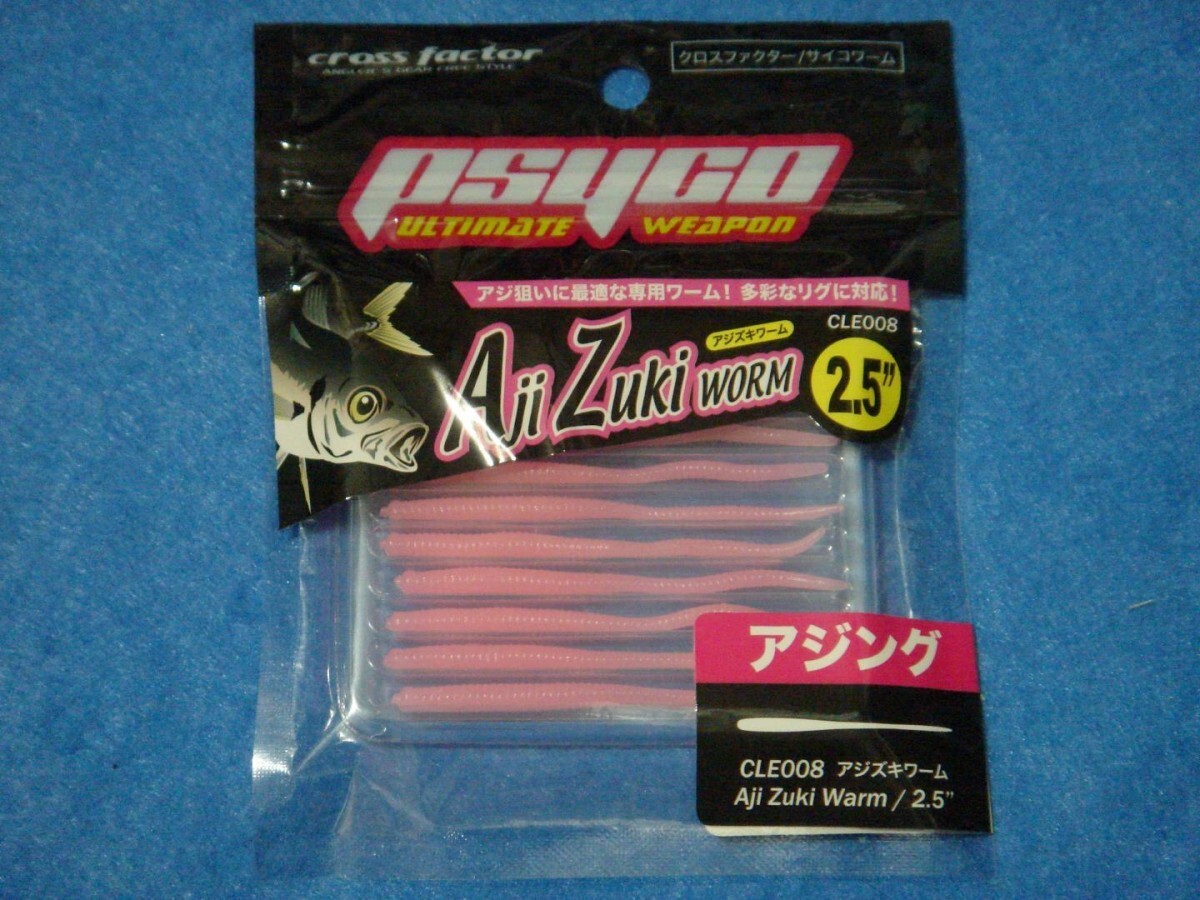 cross factor
ANGLER'S GEAR FREE STYLE
クロスファクター/サイコワーム
PSYCO
ULTIMATE WEAPON
アジ狙いに最適な専用ワーム! 多彩なリグに対応!
CLE008
アジズキワーム
Aji Zuki WORM
2.5"
アジング
CLE008 アジズキワーム
Aji Zuki Warm / 2.5"